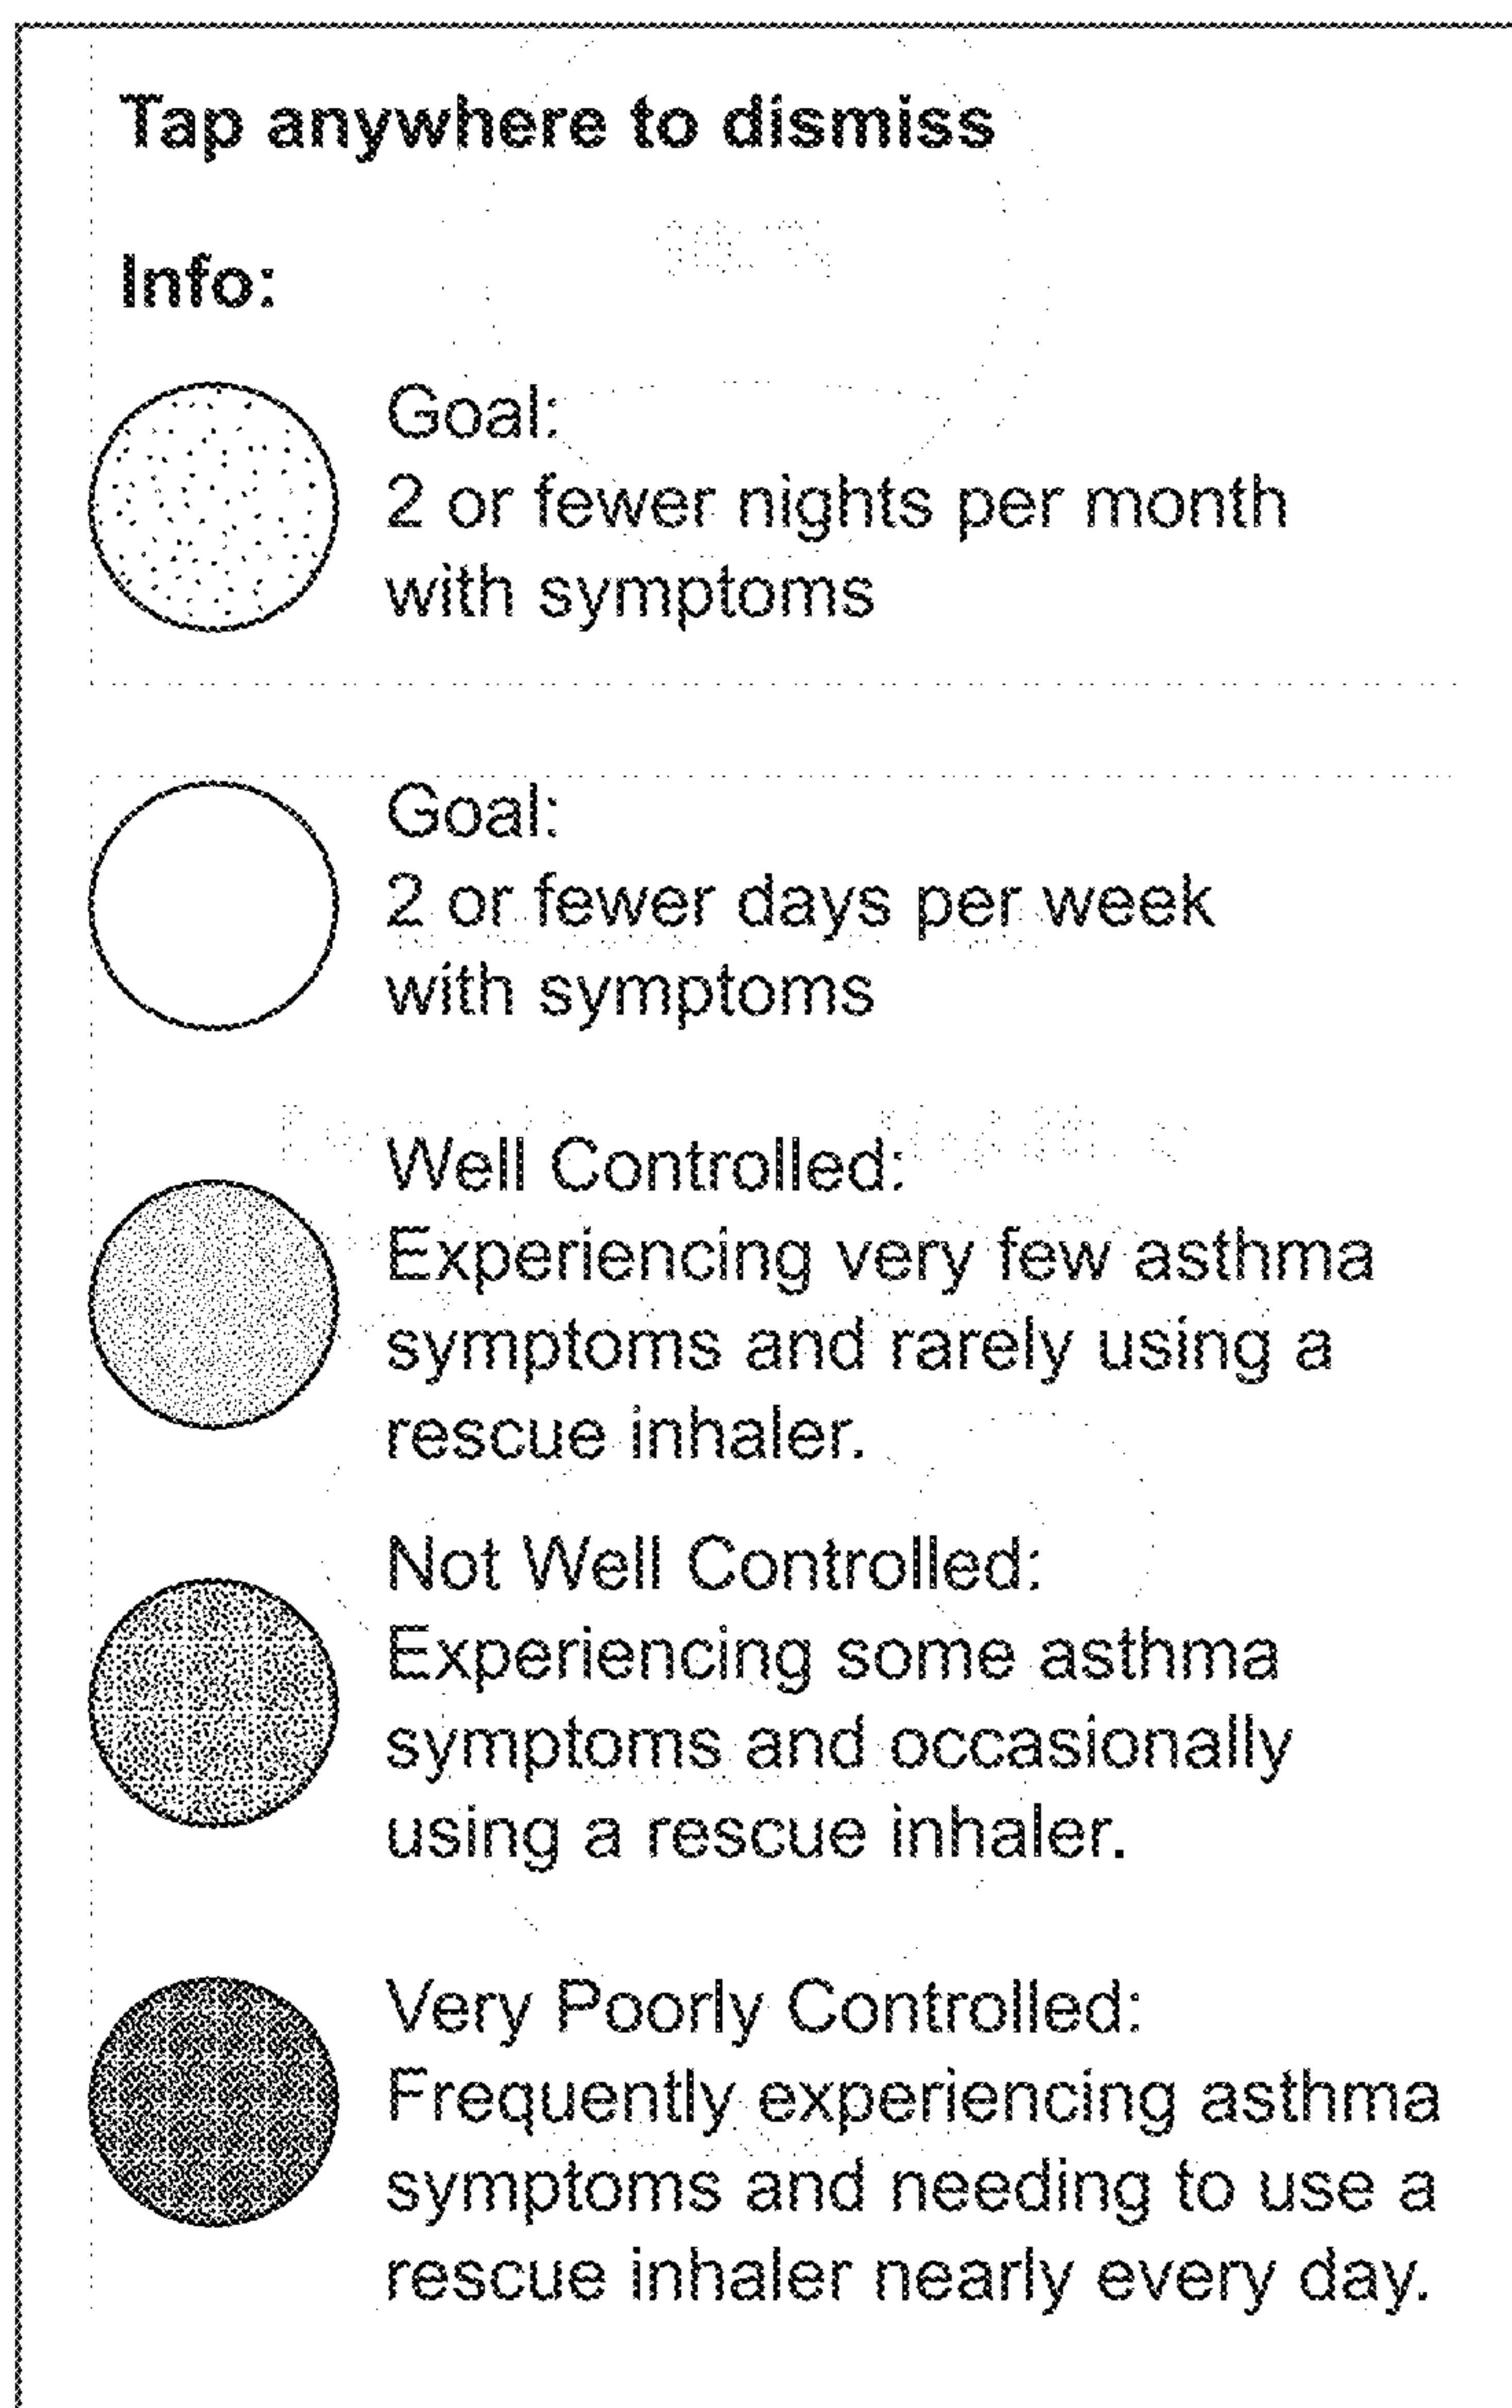 Tap anywhere to dismiss
Info:
Goal:
2 or fewer nights per month
with symptoms
Goal:
2 or fewer days per week
with symptoms
Well Controlled:
Experiencing very few asthma
symptoms and rarely using a
rescue inhaler.
Not Well Controlled:
Experiencing some asthma
symptoms and occasionally
using a rescue inhaler.
Very Poorly Controlled:
Frequently experiencing asthma
symptoms and needing to use a
rescue inhaler nearly every day.